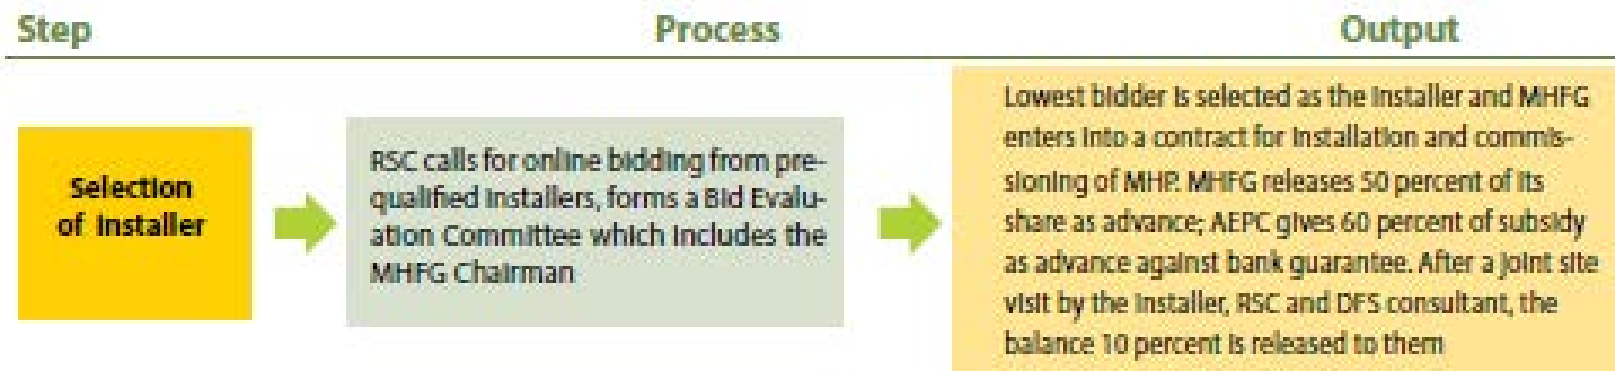 Step Process Output
Selection
of Installer
RSC calls for online bidding from pre-
qualified installers, forms a Bid Evalu-
ation Committee which includes the
MHFG Chairman
Lowest bidder is selected as the installer and MHFG
enters into a contract for installation and commis-
sioning of MHP. MHFG releases 50 percent of its
share as advance; AEPC gives 60 percent of subsidy
as advance against bank guarantee. After a joint site
visit by the installer, RSC and DFS consultant, the
balance 10 percent is released to them